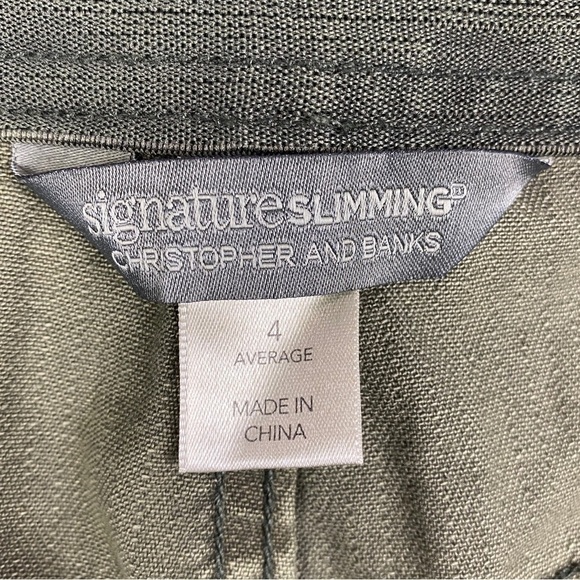 signatureSLIMMING
CHRISTOPHER AND BANKS
4
AVERAGE
MADE IN
CHINA